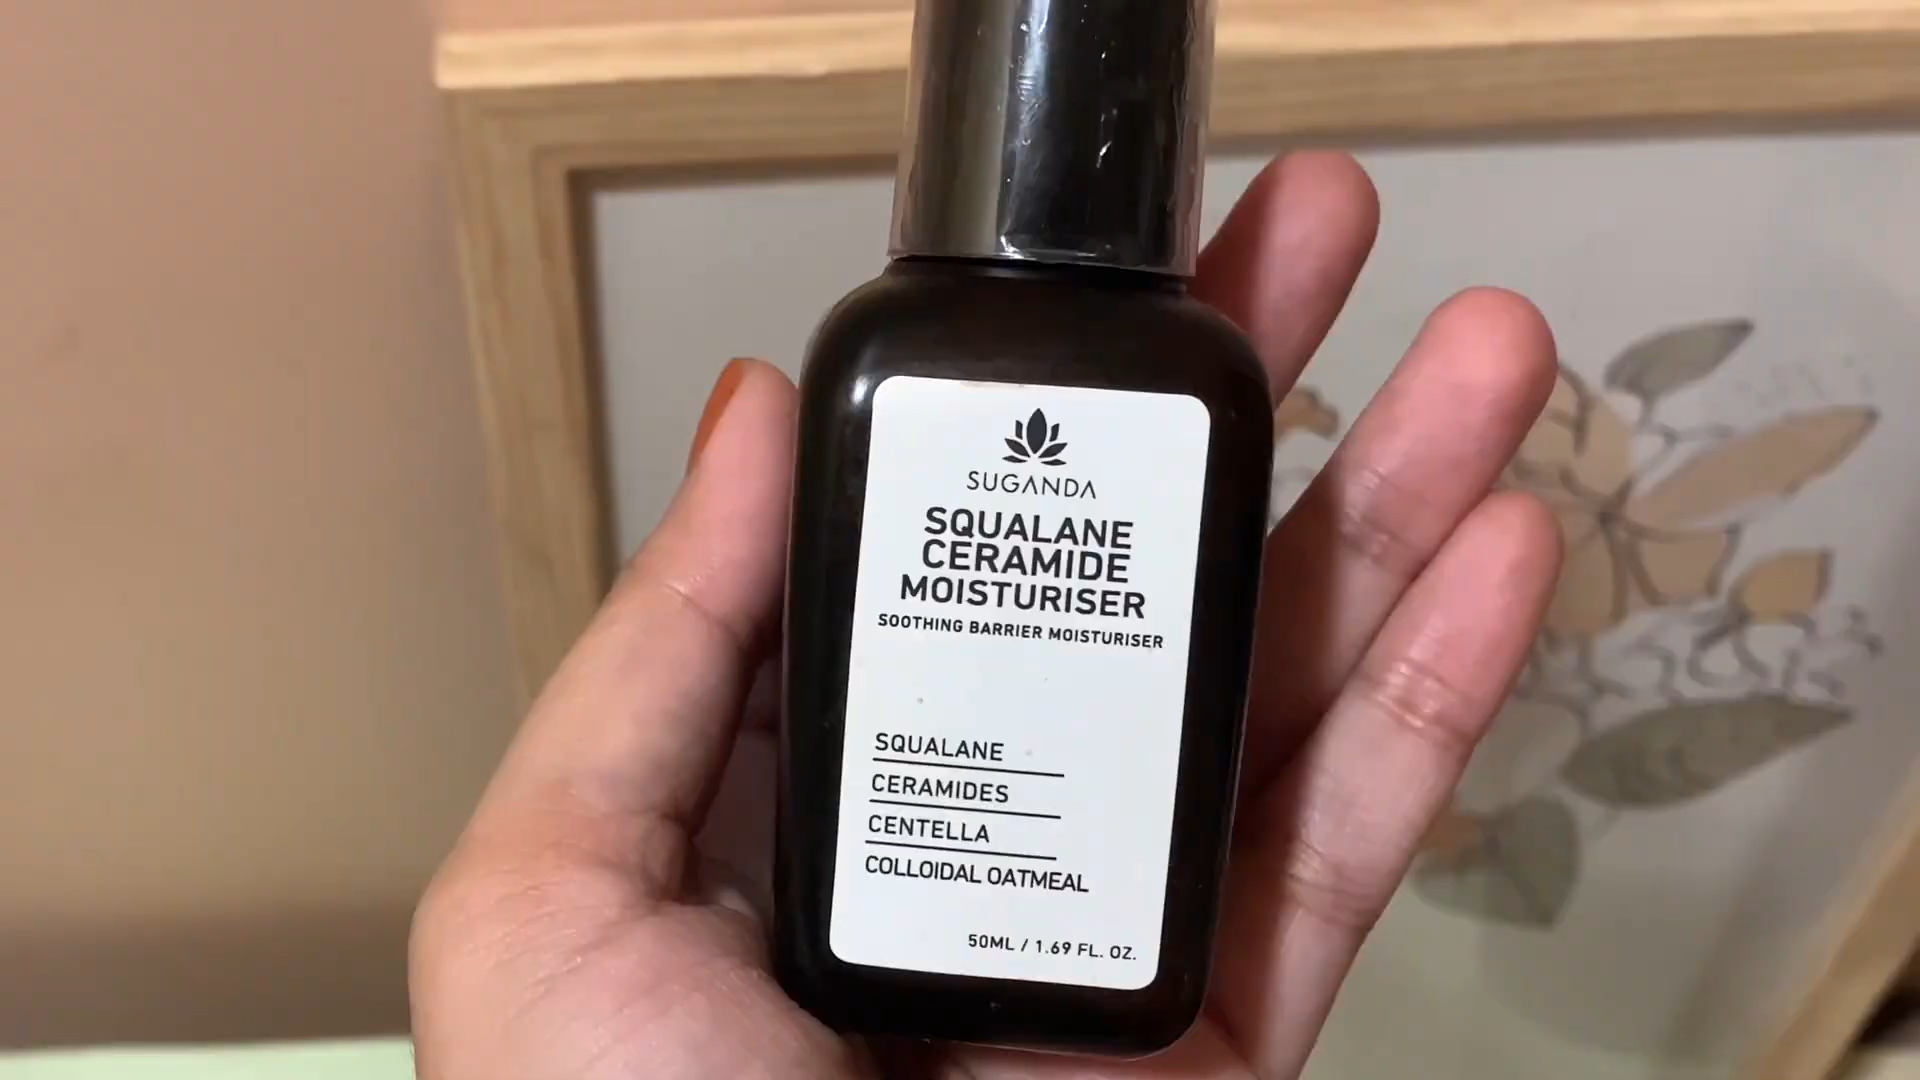 SUGANDA
SQUALANE
CERAMIDE
MOISTURISER
SOOTHING BARRIER MOISTURISER
SQUALANE
CERAMIDES
CENTELLA
COLLOIDAL OATMEAL
50ML / 1.69 FL. OZ.